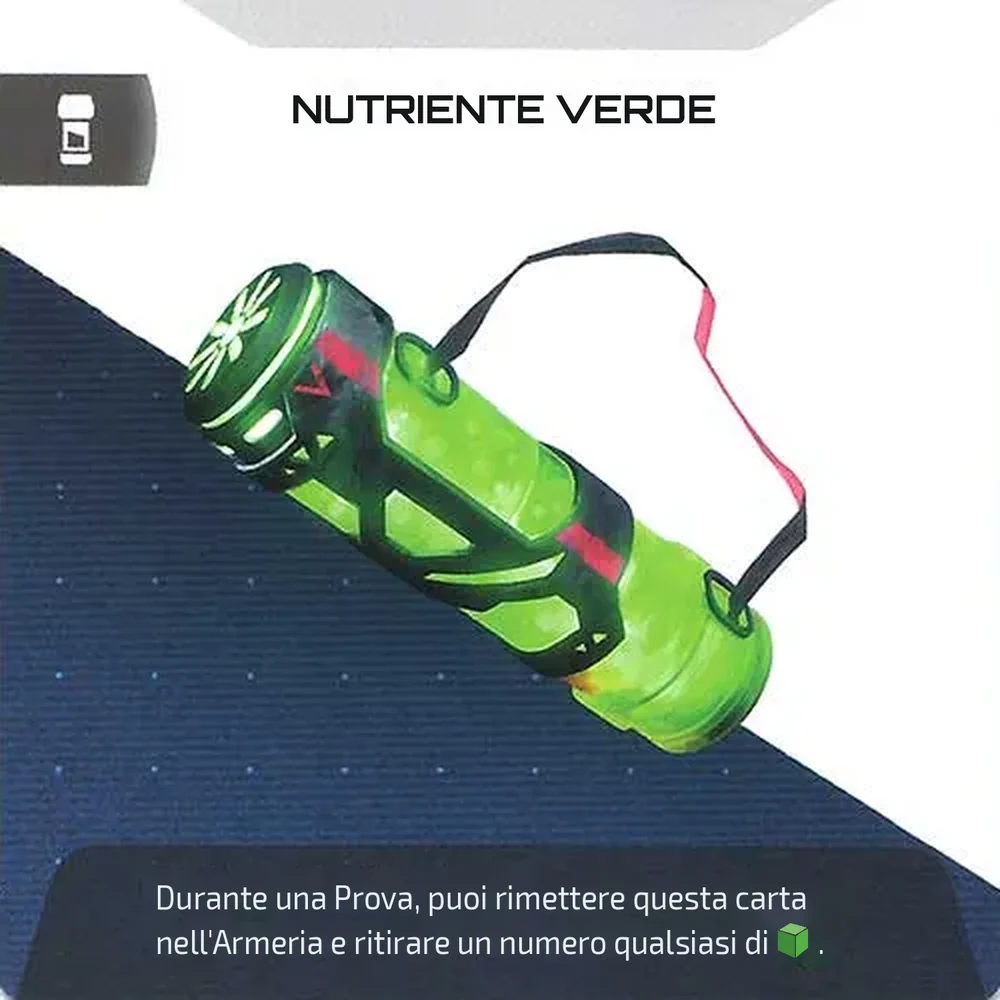 NUTRIENTE VERDE
Durante una Prova, puoi rimettere questa carta
nell'Armeria e ritirare un numero qualsiasi di .